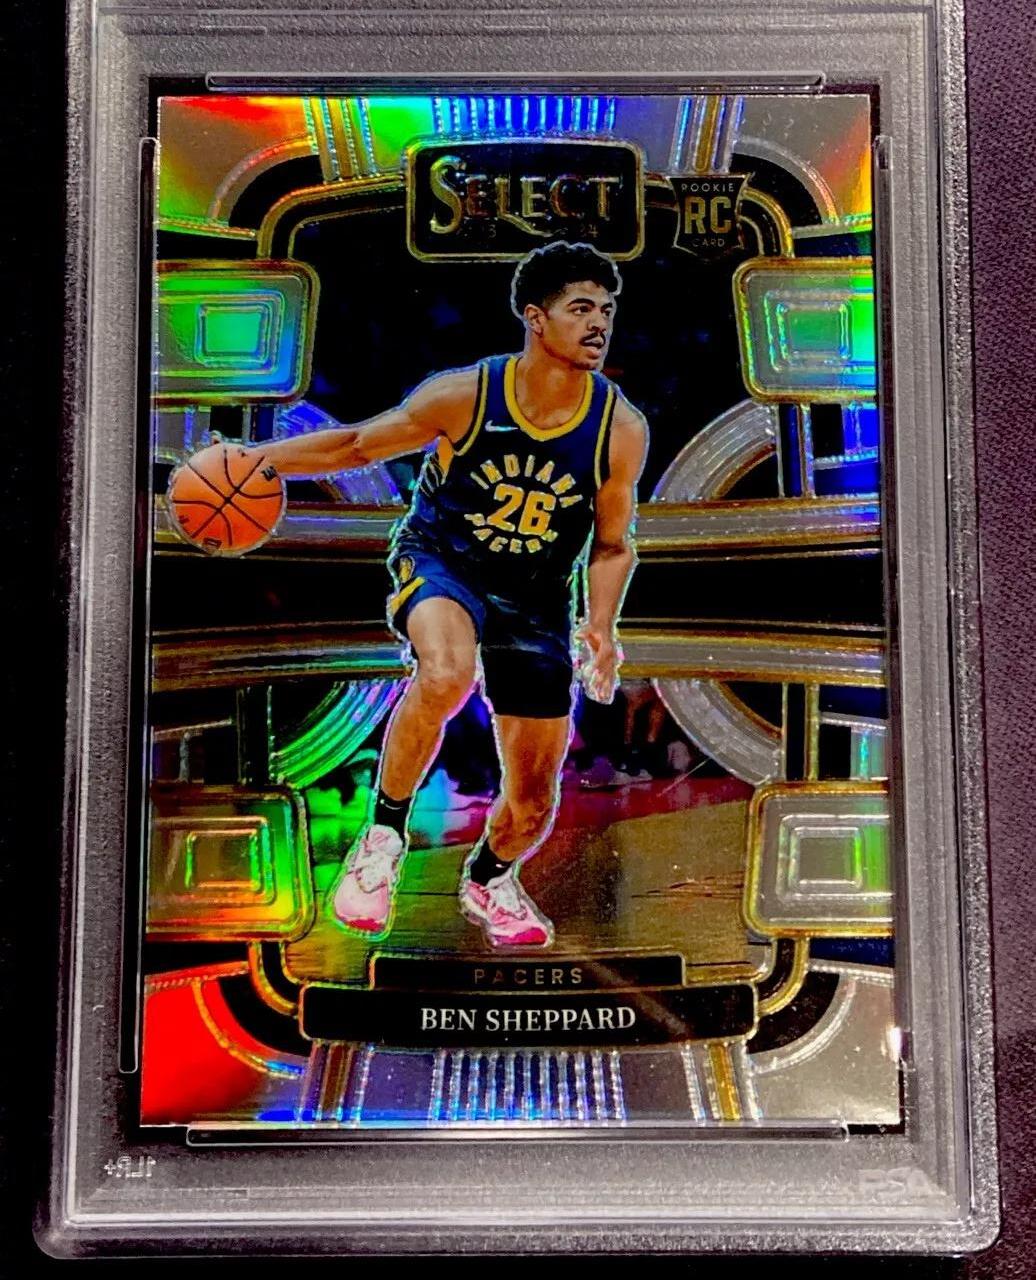 SELECT
ROOKIE
RC
CARD
INDIANA
26
PACERS
PACERS
BEN SHEPPARD
PSA